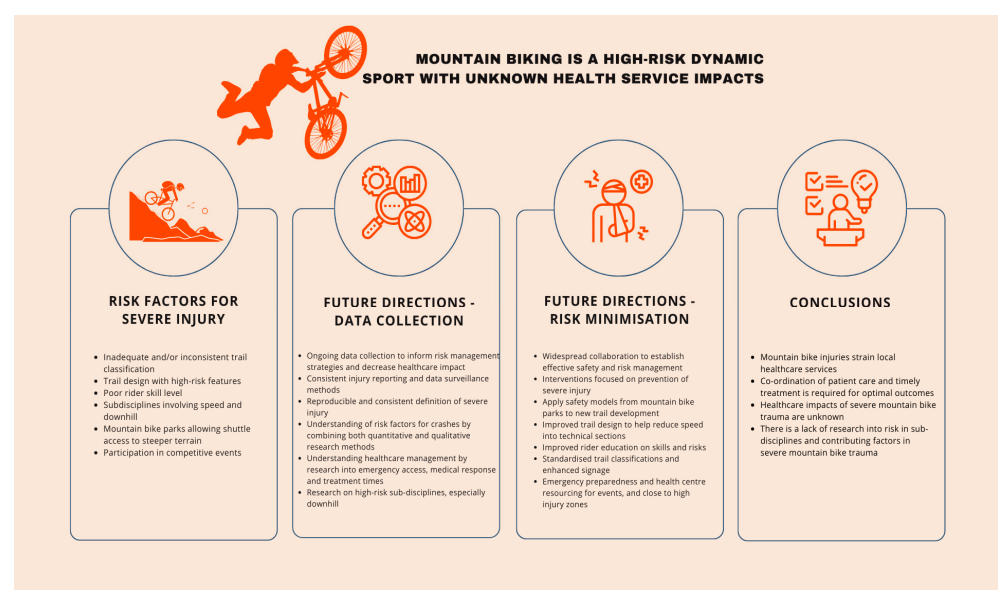 MOUNTAIN BIKING IS A HIGH-RISK DYNAMIC
SPORT WITH UNKNOWN HEALTH SERVICE IMPACTS
RISK FACTORS FOR
SEVERE INJURY
• Inadequate and/or inconsistent trail
classification
• Trail design with high-risk features
• Poor rider skill level
• Subdisciplines involving speed and
downhill
• Mountain bike parks allowing shuttle
access to steeper terrain
• Participation in competitive events
FUTURE DIRECTIONS -
DATA COLLECTION
• Ongoing data collection to inform risk management
strategies and decrease healthcare impact
• Consistent injury reporting and data surveillance
methods
• Reproducible and consistent definition of severe
injury
• Understanding of risk factors for crashes by
combining both quantitative and qualitative
research methods
• Understanding healthcare management by
research into emergency access, medical response
and treatment times
• Research on high-risk sub-disciplines, especially
downhill
FUTURE DIRECTIONS -
RISK MINIMISATION
• Widespread collaboration to establish
effective safety and risk management
• Interventions focused on prevention of
severe injury
• Apply safety models from mountain bike
parks to new trail development
• Improved trail design to help reduce speed
into technical sections
• Improved rider education on skills and risks
• Standardised trail classifications and
enhanced signage
• Emergency preparedness and health centre
resourcing for events, and close to high
injury zones
CONCLUSIONS
• Mountain bike injuries strain local
healthcare services
• Co-ordination of patient care and timely
treatment is required for optimal outcomes
• Healthcare impacts of severe mountain bike
trauma are unknown
• There is a lack of research into risk in sub-
disciplines and contributing factors in
severe mountain bike trauma